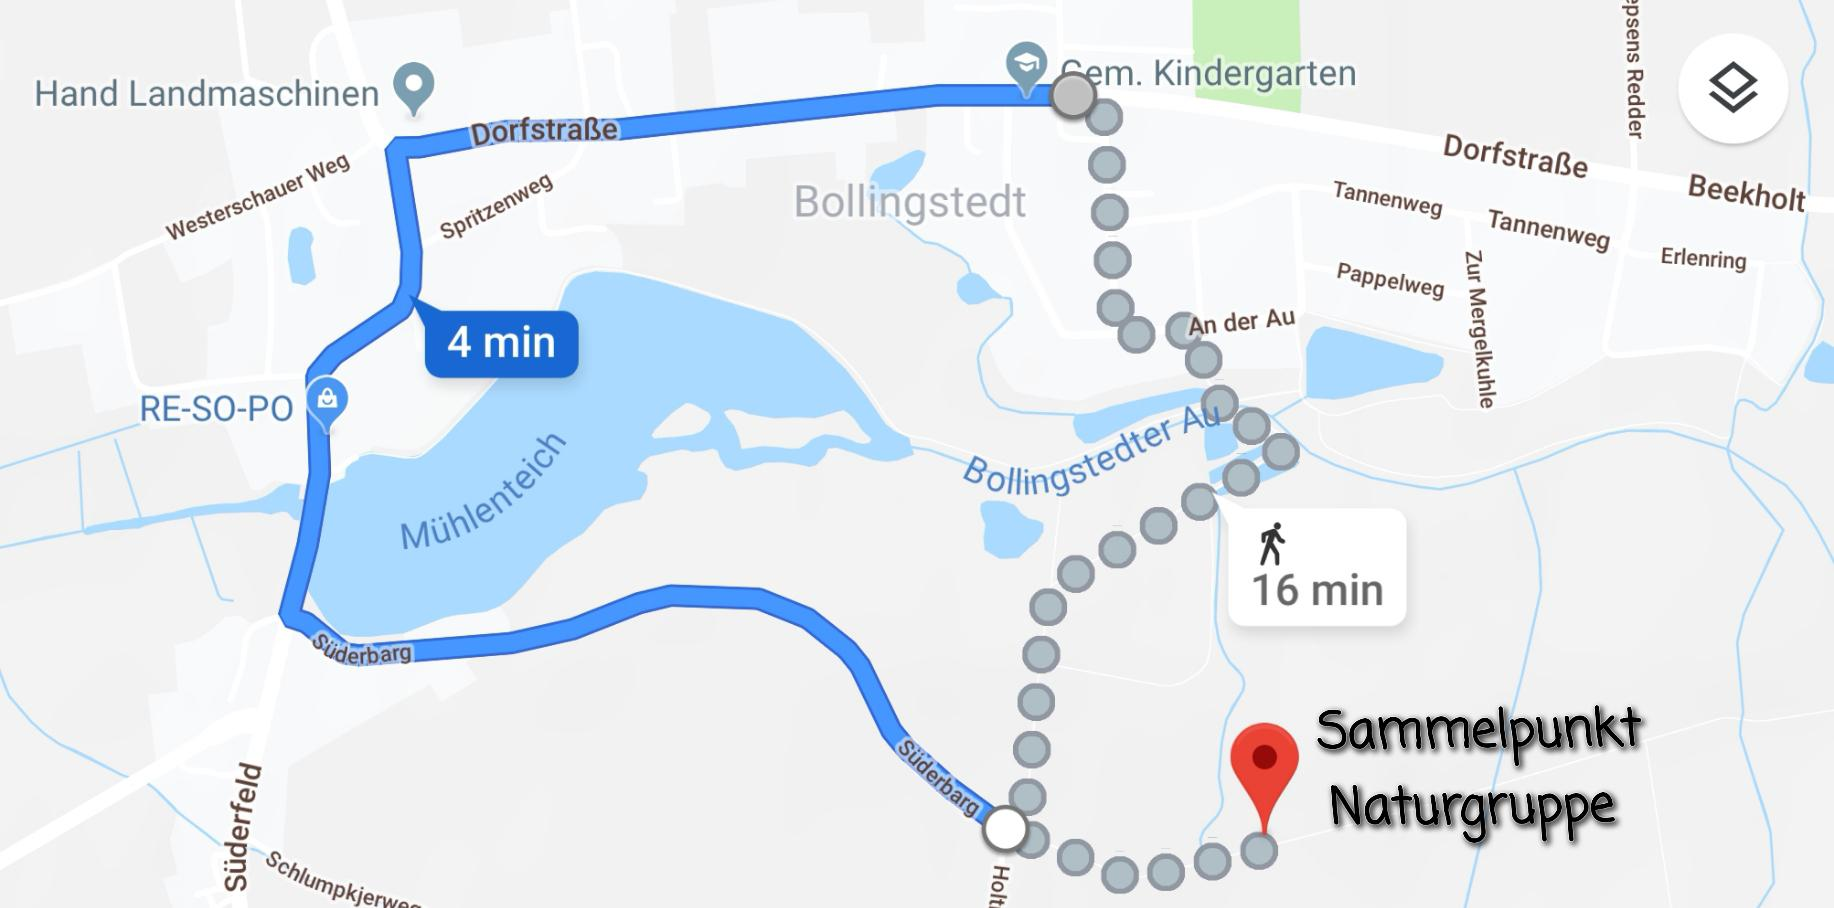 Hand Landmaschinen
Gem. Kindergarten
Dorfstraße
Dorfstraße
Beekholt
Westerschauer Weg
Spritzenweg
Bollingstedt
Tannenweg
Tannenweg
Erlenring
Pappelweg
Zur Mergelkuhle
An der Au
4 min
RE-SO-PO
Mühlenteich
Bollingstedter Au
16 min
Süderbarg
Süderbarg
Sammelpunkt
Naturgruppe
Süderfeld